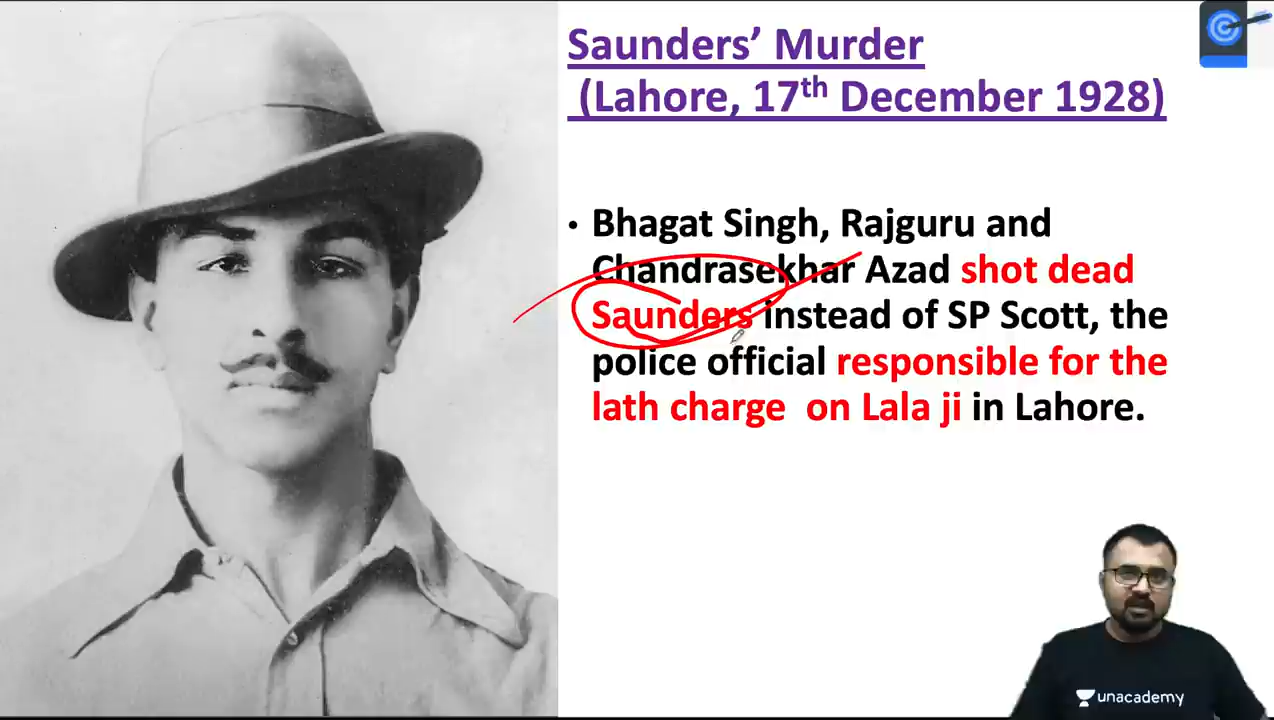 Saunders’ Murder
(Lahore, 17th December 1928)
• Bhagat Singh, Rajguru and
Chandrasekhar Azad shot dead
Saunders instead of SP Scott, the
police official responsible for the
lath charge on Lala ji in Lahore.
unacademy